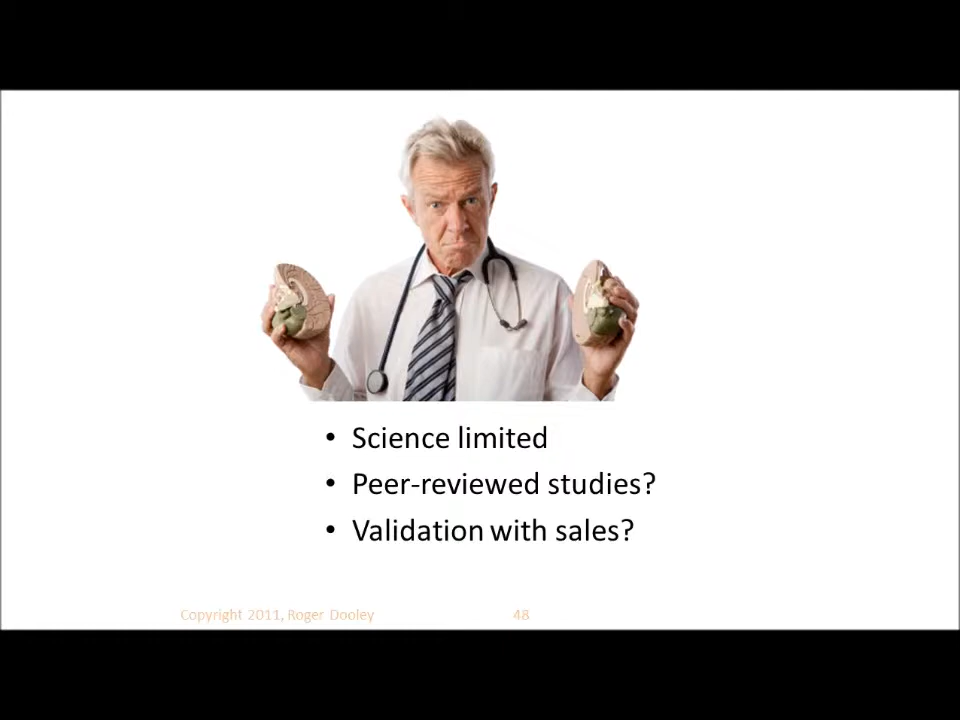 • Science limited
• Peer-reviewed studies?
• Validation with sales?
Copyright 2011, Roger Dooley
48